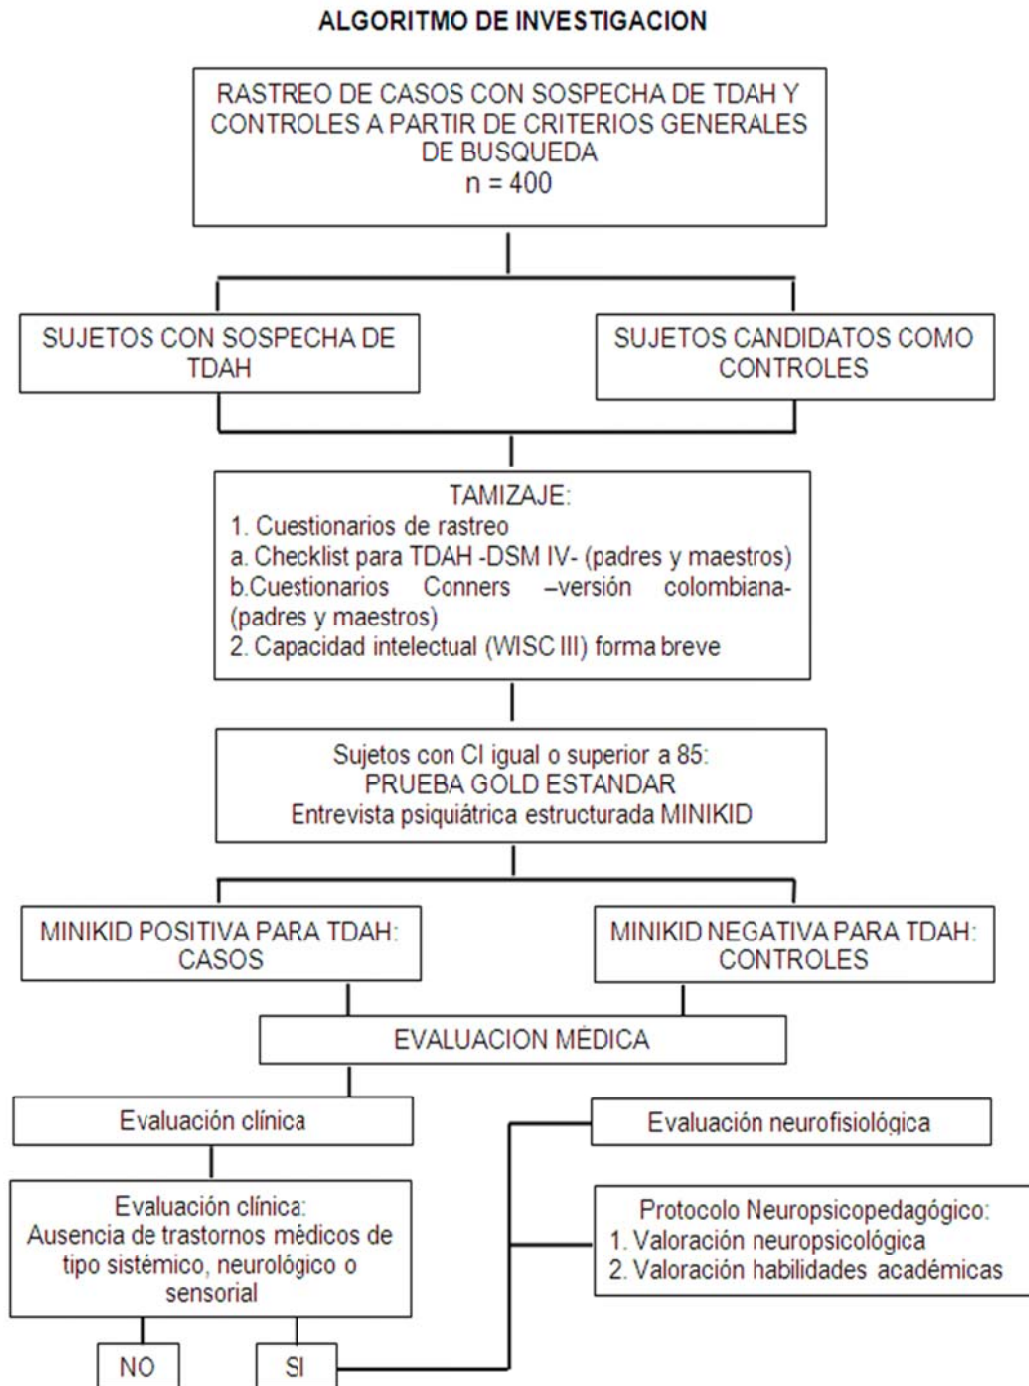 ALGORITMO DE INVESTIGACION
RASTREO DE CASOS CON SOSPECHA DE TDAH Y
CONTROLES A PARTIR DE CRITERIOS GENERALES
DE BUSQUEDA
n = 400
SUJETOS CON SOSPECHA DE
TDAH
SUJETOS CANDIDATOS COMO
CONTROLES
TAMIZAJE:
1. Cuestionarios de rastreo
a. Checklist para TDAH -DSM IV- (padres y maestros)
b.Cuestionarios Conners –versión colombiana-
(padres y maestros)
2. Capacidad intelectual (WISC III) forma breve
Sujetos con CI igual o superior a 85:
PRUEBA GOLD ESTANDAR
Entrevista psiquiátrica estructurada MINIKID
MINIKID POSITIVA PARA TDAH:
CASOS
MINIKID NEGATIVA PARA TDAH:
CONTROLES
EVALUACION MÉDICA
Evaluación clínica
Evaluación neurofisiológica
Evaluación clínica:
Ausencia de trastornos médicos de
tipo sistémico, neurológico o
sensorial
Protocolo Neuropsicopedagógico:
1. Valoración neuropsicológica
2. Valoración habilidades académicas
NO
SI